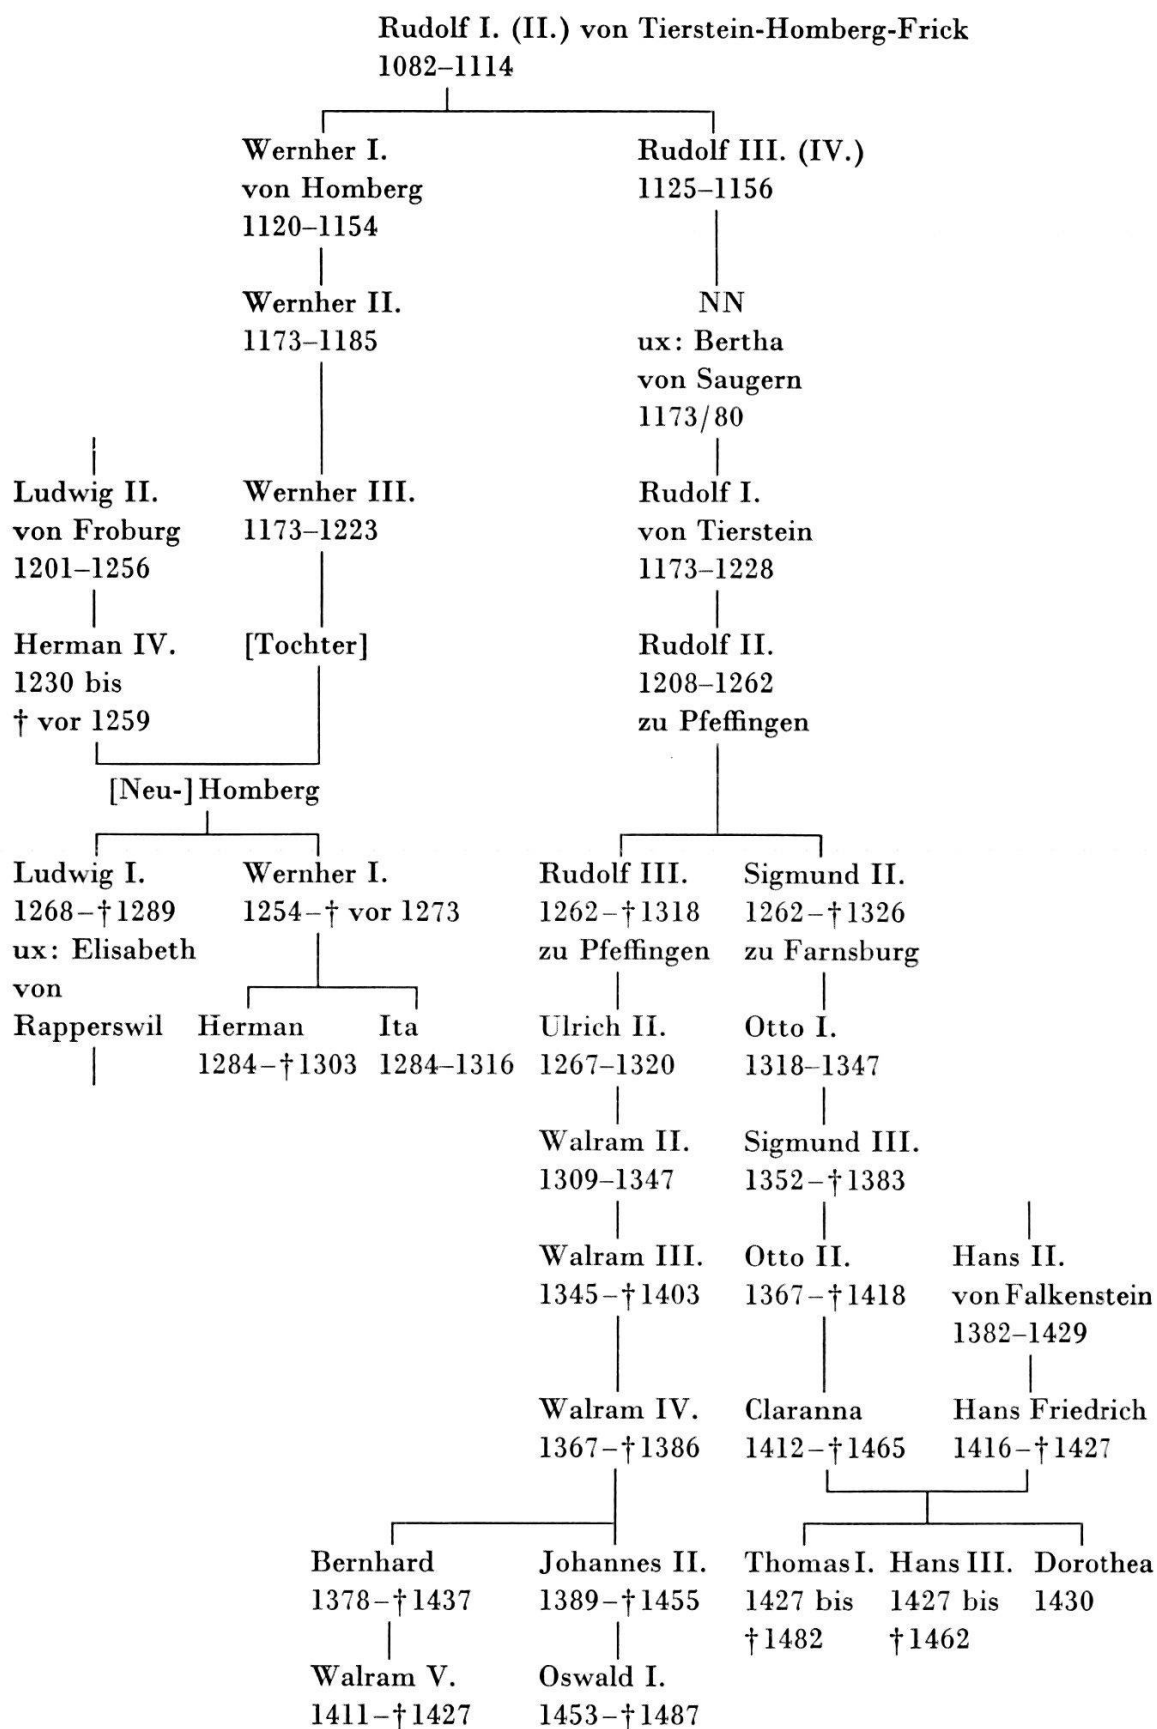 Rudolf I. (II.) von Tierstein-Homberg-Frick
1082–1114
Wernher I.
von Homberg
1120–1154
Rudolf III. (IV.)
1125–1156
Wernher II.
1173–1185
NN
ux: Bertha
von Saugern
1173/80
Ludwig II.
von Froburg
1201–1256
Wernher III.
1173–1223
Rudolf I.
von Tierstein
1173–1228
Herman IV.
1230 bis
† vor 1259
[Tochter]
Rudolf II.
1208–1262
zu Pfeffingen
[Neu-] Homberg
Ludwig I.
1268–†1289
ux: Elisabeth
von
Rapperswil
Wernher I.
1254–† vor 1273
Rudolf III.
1262–†1318
zu Pfeffingen
Sigmund II.
1262–†1326
zu Farnsburg
Herman
1284–†1303
Ita
1284–1316
Ulrich II.
1267–1320
Otto I.
1318–1347
Walram II.
1309–1347
Sigmund III.
1352–†1383
Walram III.
1345–†1403
Otto II.
1367–†1418
Hans II.
von Falkenstein
1382–1429
Walram IV.
1367–†1386
Claranna
1412–†1465
Hans Friedrich
1416–†1427
Bernhard
1378–†1437
Johannes II.
1389–†1455
Thomas I.
1427 bis
†1482
Hans III.
1427 bis
†1462
Dorothea
1430
Walram V.
1411–†1427
Oswald I.
1453–†1487